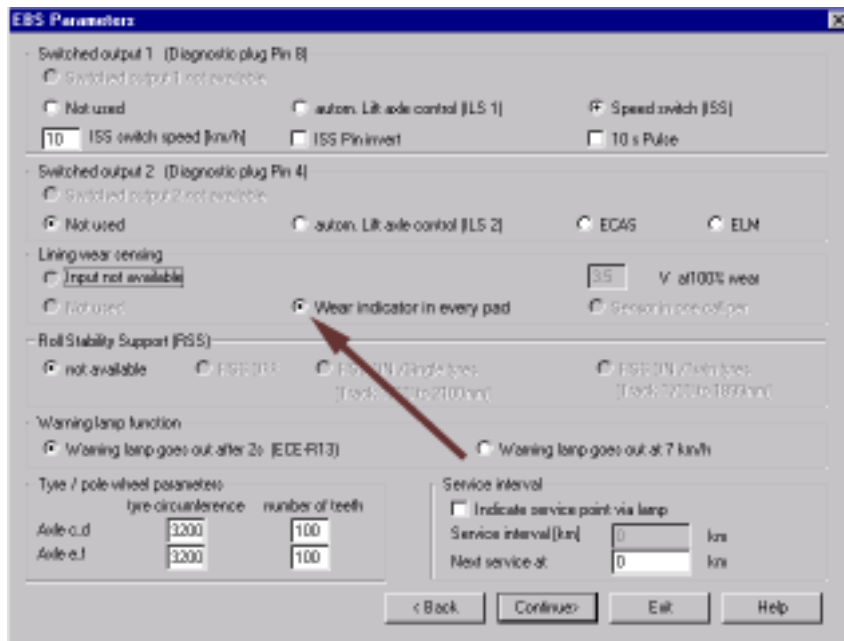 EBS Parameters
Switched output 1 (Diagnostic plug Pin 8)
Switched output 1 not available
Not used autom. Lift axle control (ILS 1) Speed switch (ISS)
10 ISS switch speed [km/h] ISS Pin invert 10 s Pulse
Switched output 2 (Diagnostic plug Pin 4)
Switched output 2 not available
Not used autom. Lift axle control (ILS 2) ECAS ELM
Lining wear sensing
Input not available 3.5 V at100% wear
Not used Wear indicator in every pad Sensor in one
Roll Stability Support (RSS)
not available
to 2100mm)
Warning lamp function
Warning lamp goes out after 2s (ECE-R13) Warning lamp goes out at 7 km/h
Tyre / pole wheel parameters Service interval
tyre circumference number of teeth Indicate service point via lamp
Axle c,d 3200 100 Service interval [km] 0 km
Axle e,f 3200 100 Next service at 0 km
< Back Continue> Exit Help